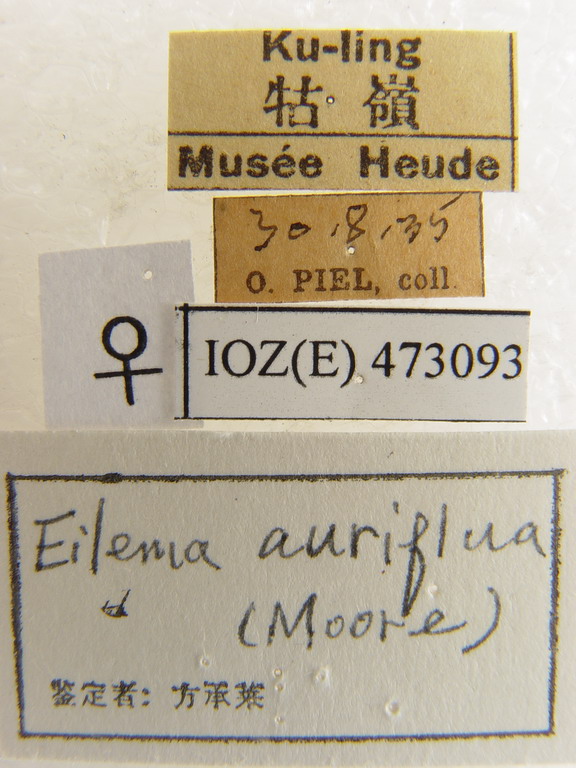 Ku-ling
牯嶺
Musée Heude
30.8.35
O. PIEL, coll.
♀
IOZ(E) 473093
Eilema auriflua
(Moore)
鉴定者: 方承莱